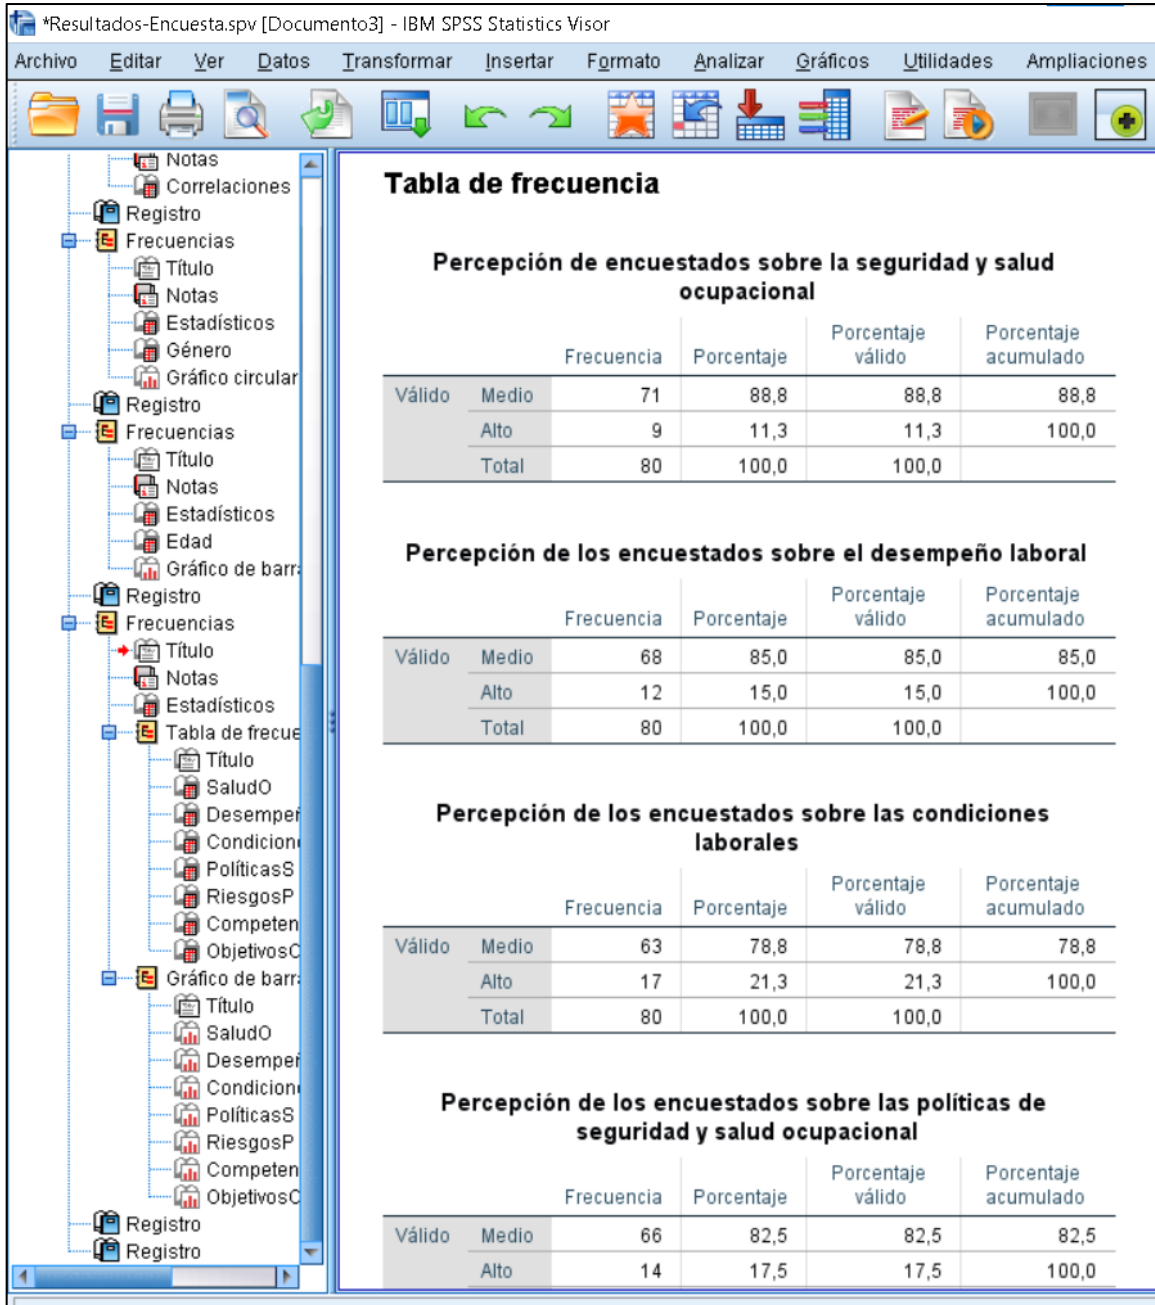 *Resultados-Encuesta.spv [Documento3] - IBM SPSS Statistics Visor
Archivo Editar Ver Datos Transformar Insertar Formato Analizar Gráficos Utilidades Ampliaciones
Notas
Correlaciones
Registro
Frecuencias
Título
Notas
Estadísticos
Género
Gráfico circular
Registro
Frecuencias
Título
Notas
Estadísticos
Edad
Gráfico de barra
Registro
Frecuencias
Título
Notas
Estadísticos
Tabla de frecue
Título
SaludO
Desempeñ
Condicion
PolíticasS
RiesgosP
Competen
ObjetivosO
Gráfico de barra
Título
SaludO
Desempeñ
Condicion
PolíticasS
RiesgosP
Competen
ObjetivosO
Registro
Registro
Tabla de frecuencia
Percepción de encuestados sobre la seguridad y salud
ocupacional
Frecuencia Porcentaje Porcentaje válido Porcentaje acumulado
Válido Medio 71 88,8 88,8 88,8
Alto 9 11,3 11,3 100,0
Total 80 100,0 100,0
Percepción de los encuestados sobre el desempeño laboral
Frecuencia Porcentaje Porcentaje válido Porcentaje acumulado
Válido Medio 68 85,0 85,0 85,0
Alto 12 15,0 15,0 100,0
Total 80 100,0 100,0
Percepción de los encuestados sobre las condiciones
laborales
Frecuencia Porcentaje Porcentaje válido Porcentaje acumulado
Válido Medio 63 78,8 78,8 78,8
Alto 17 21,3 21,3 100,0
Total 80 100,0 100,0
Percepción de los encuestados sobre las políticas de
seguridad y salud ocupacional
Frecuencia Porcentaje Porcentaje válido Porcentaje acumulado
Válido Medio 66 82,5 82,5 82,5
Alto 14 17,5 17,5 100,0